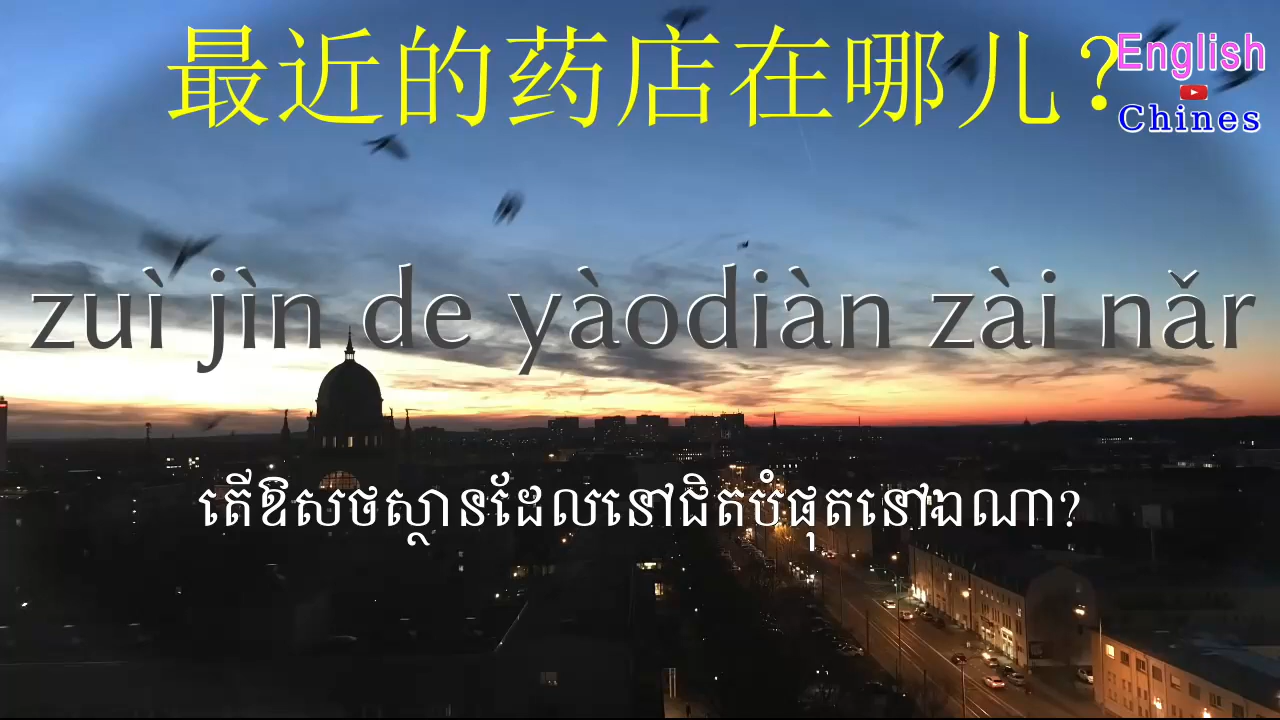 最近的药店在哪儿?
English
Chines
zuì jìn de yàodiàn zài nǎr
តើឱសថស្ថានដែលនៅជិតបំផុតនៅឯណា?